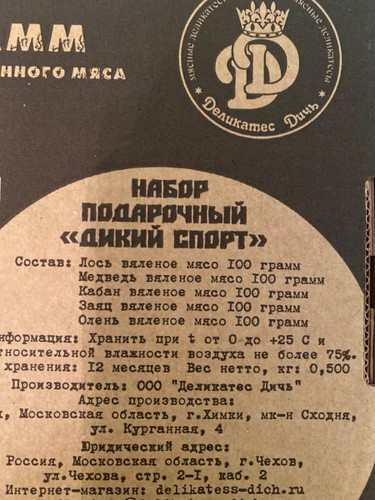 АММ
ЕННОГО МЯСА
мясные деликатесы
DD
Деликатес Дичь
НАБОР
ПОДАРОЧНЫЙ
«ДИКИЙ СПОРТ»
Состав: Лось вяленое мясо 100 грамм
Медведь вяленое мясо 100 грамм
Кабан вяленое мясо 100 грамм
Заяц вяленое мясо 100 грамм
Олень вяленое мясо 100 грамм
нформация: Хранить при t от 0 до +25 С и
тносительной влажности воздуха не более 75%.
хранения: 12 месяцев Вес нетто, кг: 0,500
Производитель: ООО "Деликатес Дичь"
Адрес производства:
, Московская область, г.Химки, мк-н Сходня,
ул. Курганная, 4
Юридический адрес:
Россия, Московская область, г.Чехов,
ул.Чехова, стр. 2-I, каб. 2
Интернет-магазин: delikatess-dich.ru